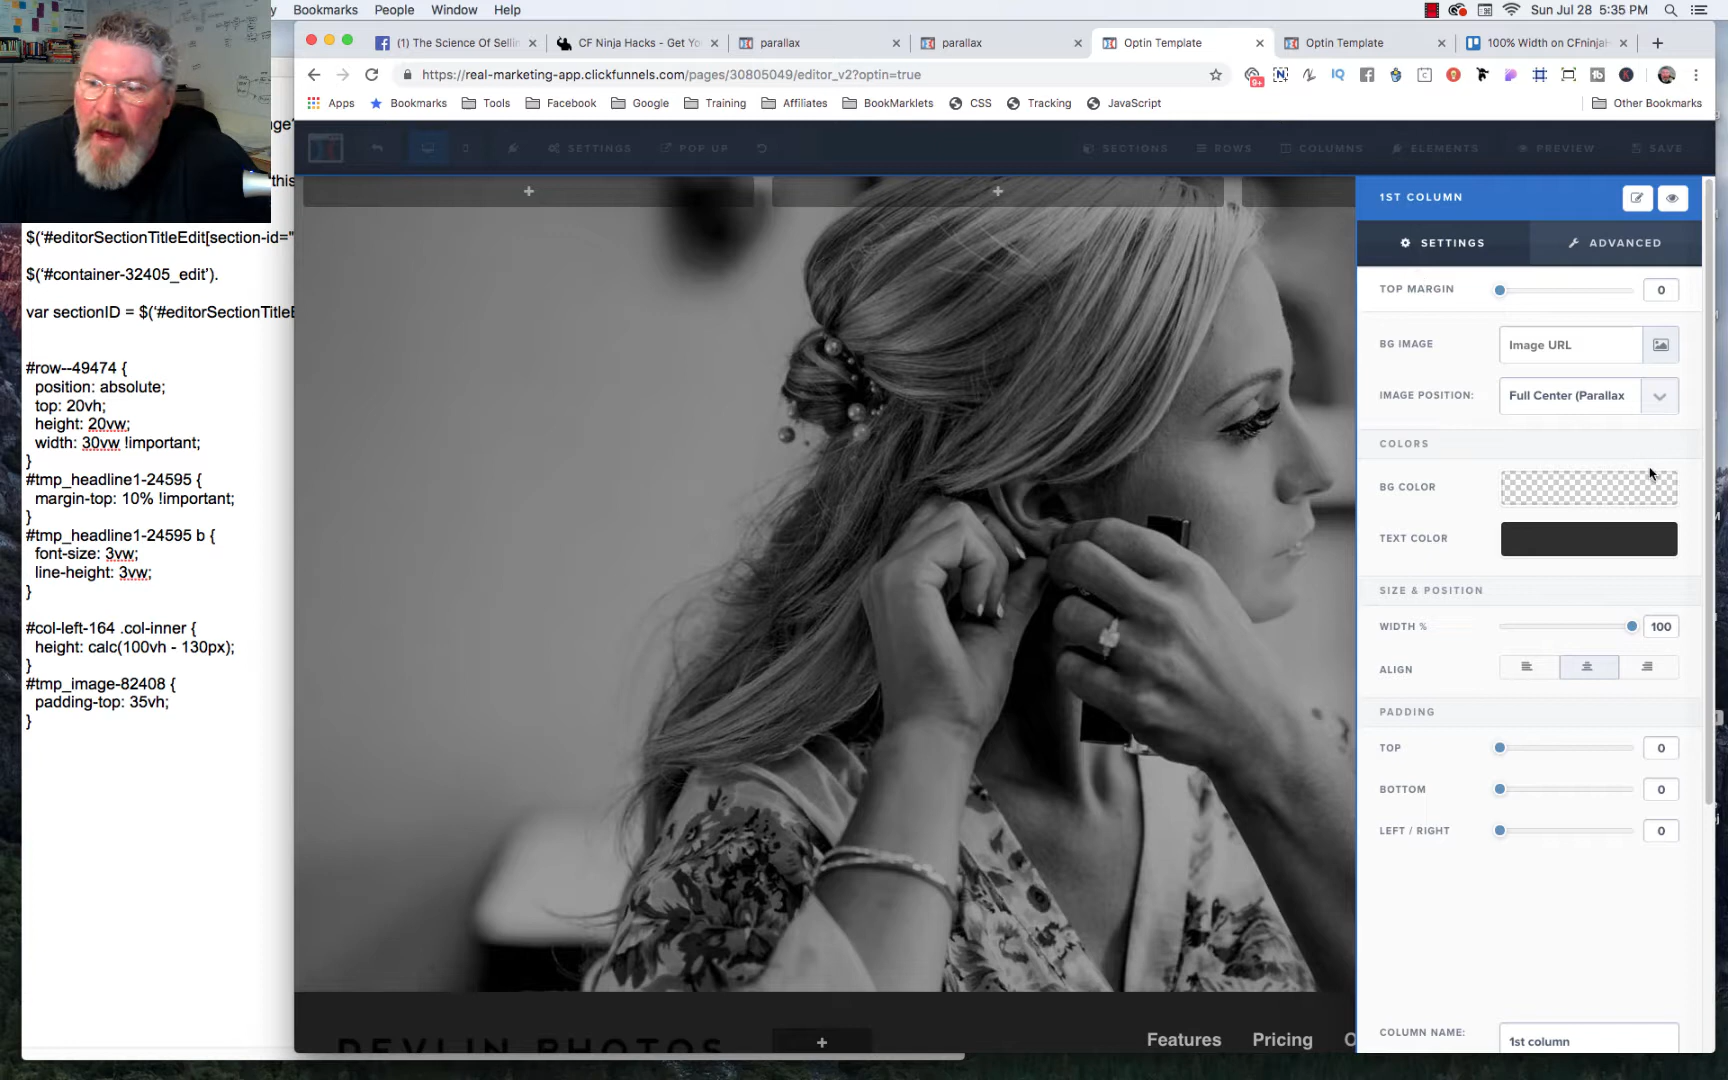 Bookmarks People Window Help
Sun Jul 28 5:35 PM
(1) The Science Of Sellin
CF Ninja Hacks - Get Yo
parallax
parallax
Optin Template
Optin Template
100% Width on CFninja
https://real-marketing-app.clickfunnels.com/pages/30805049/editor_v2?optin=true
9+
Apps
Bookmarks
Tools
Facebook
Google
Training
Affiliates
BookMarklets
CSS
Tracking
JavaScript
Other Bookmarks
SETTINGS
POP UP
SECTIONS
ROWS
COLUMNS
ELEMENTS
PREVIEW
SAVE
this
$('#editorSectionTitleEdit[section-id="
$('#container-32405_edit').
var sectionID = $('#editorSectionTitleE
#row--49474 {
position: absolute;
top: 20vh;
height: 20vw;
width: 30vw !important;
}
#tmp_headline1-24595 {
margin-top: 10% !important;
}
#tmp_headline1-24595 b {
font-size: 3vw;
line-height: 3vw;
}
#col-left-164 .col-inner {
height: calc(100vh - 130px);
}
#tmp_image-82408 {
padding-top: 35vh;
}
1ST COLUMN
SETTINGS
ADVANCED
TOP MARGIN 0
BG IMAGE Image URL
IMAGE POSITION: Full Center (Parallax
COLORS
BG COLOR
TEXT COLOR
SIZE & POSITION
WIDTH % 100
ALIGN
PADDING
TOP 0
BOTTOM 0
LEFT / RIGHT 0
COLUMN NAME: 1st column
DEVLIN PHOTOS
Features Pricing